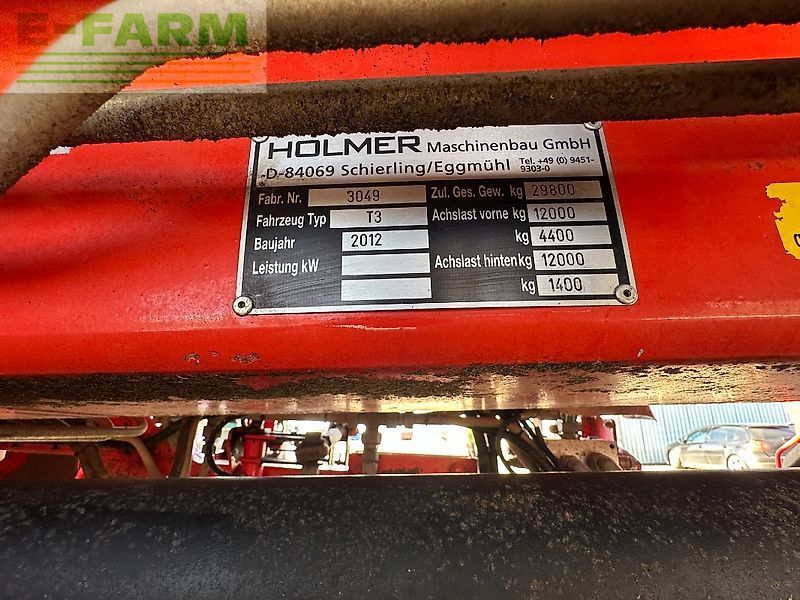 E-FARM
HOLMER Maschinenbau GmbH
D-84069 Schierling/Eggmühl Tel. +49 (0) 9451-
9303-0
Fabr. Nr. 3049 Zul. Ges. Gew. kg 29800
Fahrzeug Typ T3 Achslast vorne kg 12000
Baujahr 2012 kg 4400
Leistung kW Achslast hinten kg 12000
kg 1400